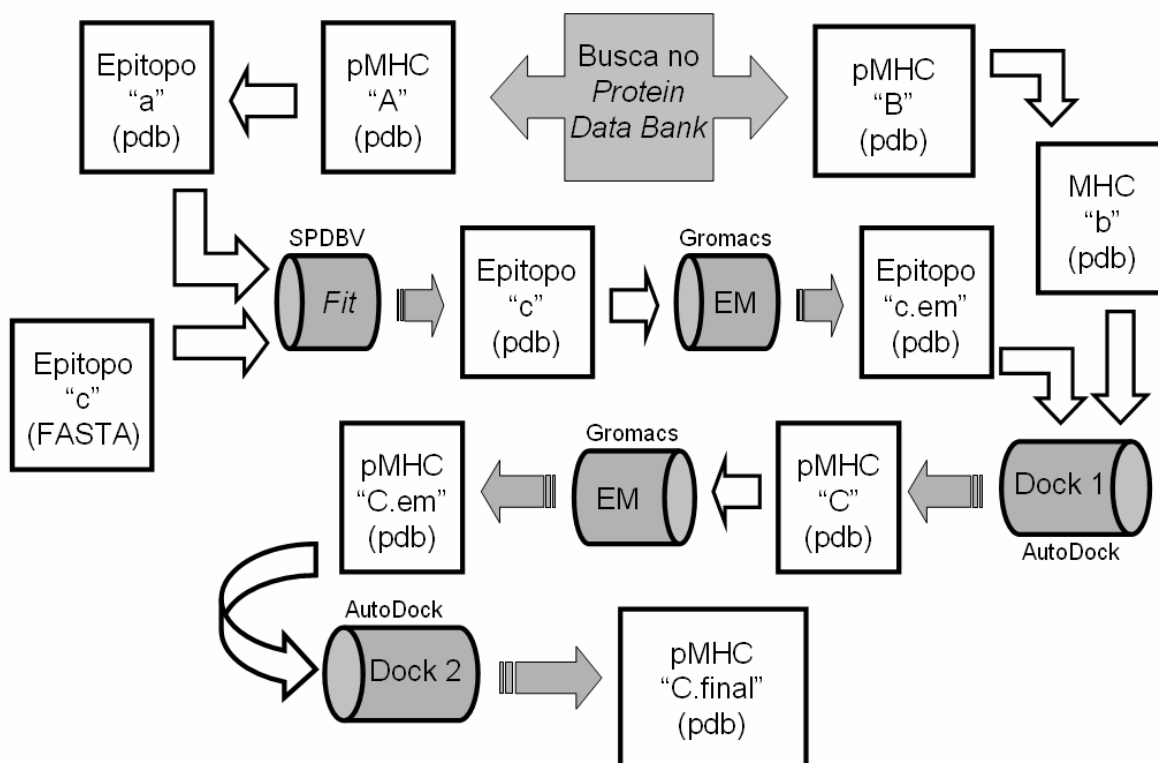 Epitopo
“a”
(pdb)
pMHC
“A”
(pdb)
Busca no
Protein
Data Bank
pMHC
“B”
(pdb)
MHC
“b”
(pdb)
Epitopo
“c”
(FASTA)
SPDBV
Fit
Epitopo
“c”
(pdb)
Gromacs
EM
Epitopo
“c.em”
(pdb)
Dock 1
AutoDock
pMHC
“C”
(pdb)
Gromacs
EM
pMHC
“C.em”
(pdb)
AutoDock
Dock 2
pMHC
“C.final”
(pdb)